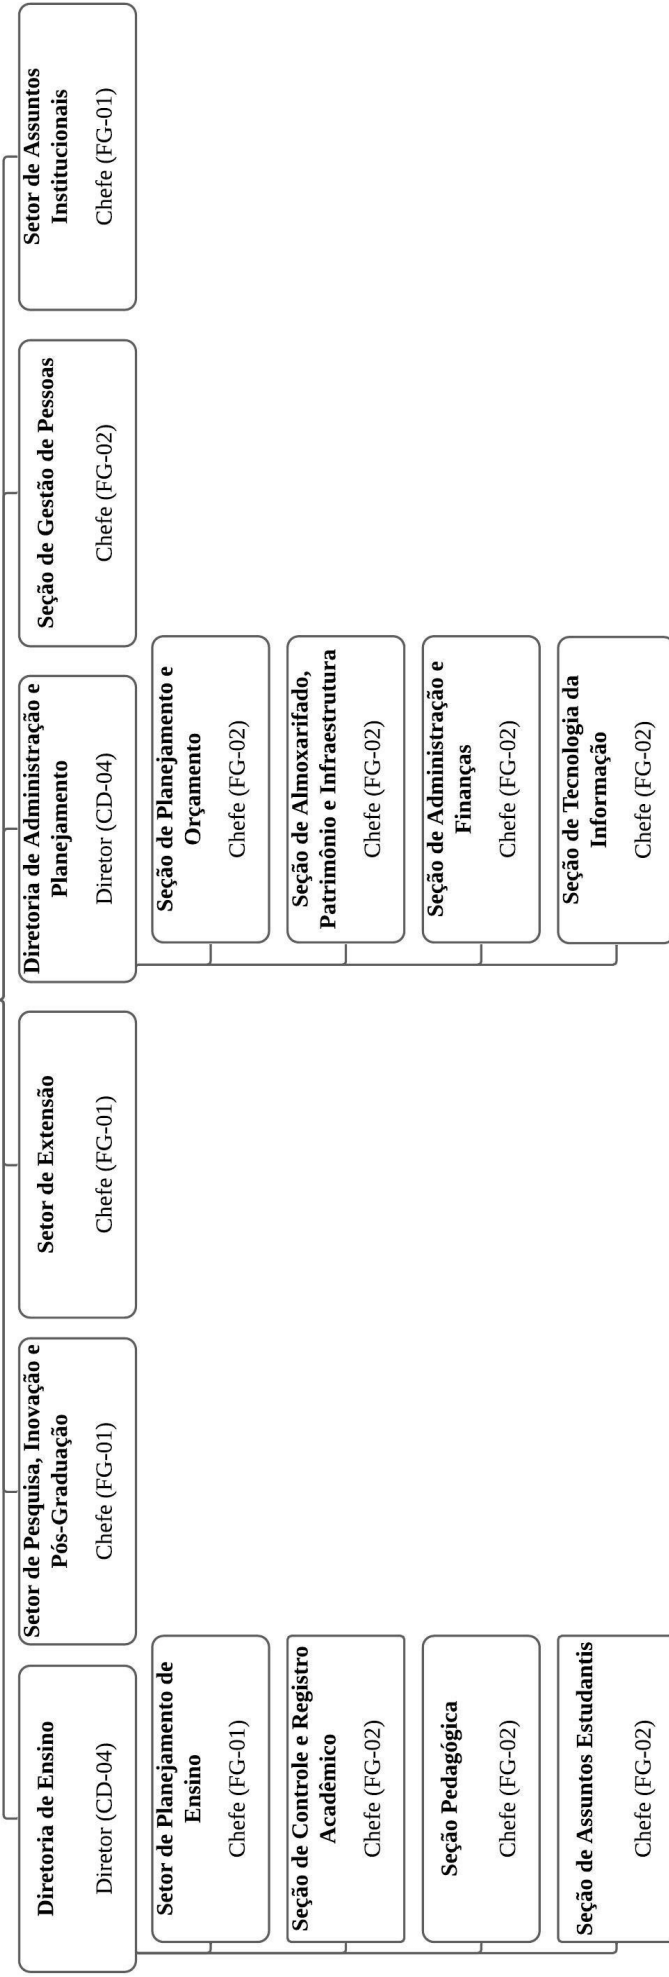 Diretoria de Ensino
Diretor (CD-04)
Setor de Pesquisa, Inovação e
Pós-Graduação
Chefe (FG-01)
Setor de Extensão
Chefe (FG-01)
Diretoria de Administração e
Planejamento
Diretor (CD-04)
Seção de Gestão de Pessoas
Chefe (FG-02)
Setor de Assuntos
Institucionais
Chefe (FG-01)
Setor de Planejamento de
Ensino
Chefe (FG-01)
Seção de Controle e Registro
Acadêmico
Chefe (FG-02)
Seção Pedagógica
Chefe (FG-02)
Seção de Assuntos Estudantis
Chefe (FG-02)
Seção de Planejamento e
Orçamento
Chefe (FG-02)
Seção de Almoxarifado,
Patrimônio e Infraestrutura
Chefe (FG-02)
Seção de Administração e
Finanças
Chefe (FG-02)
Seção de Tecnologia da
Informação
Chefe (FG-02)